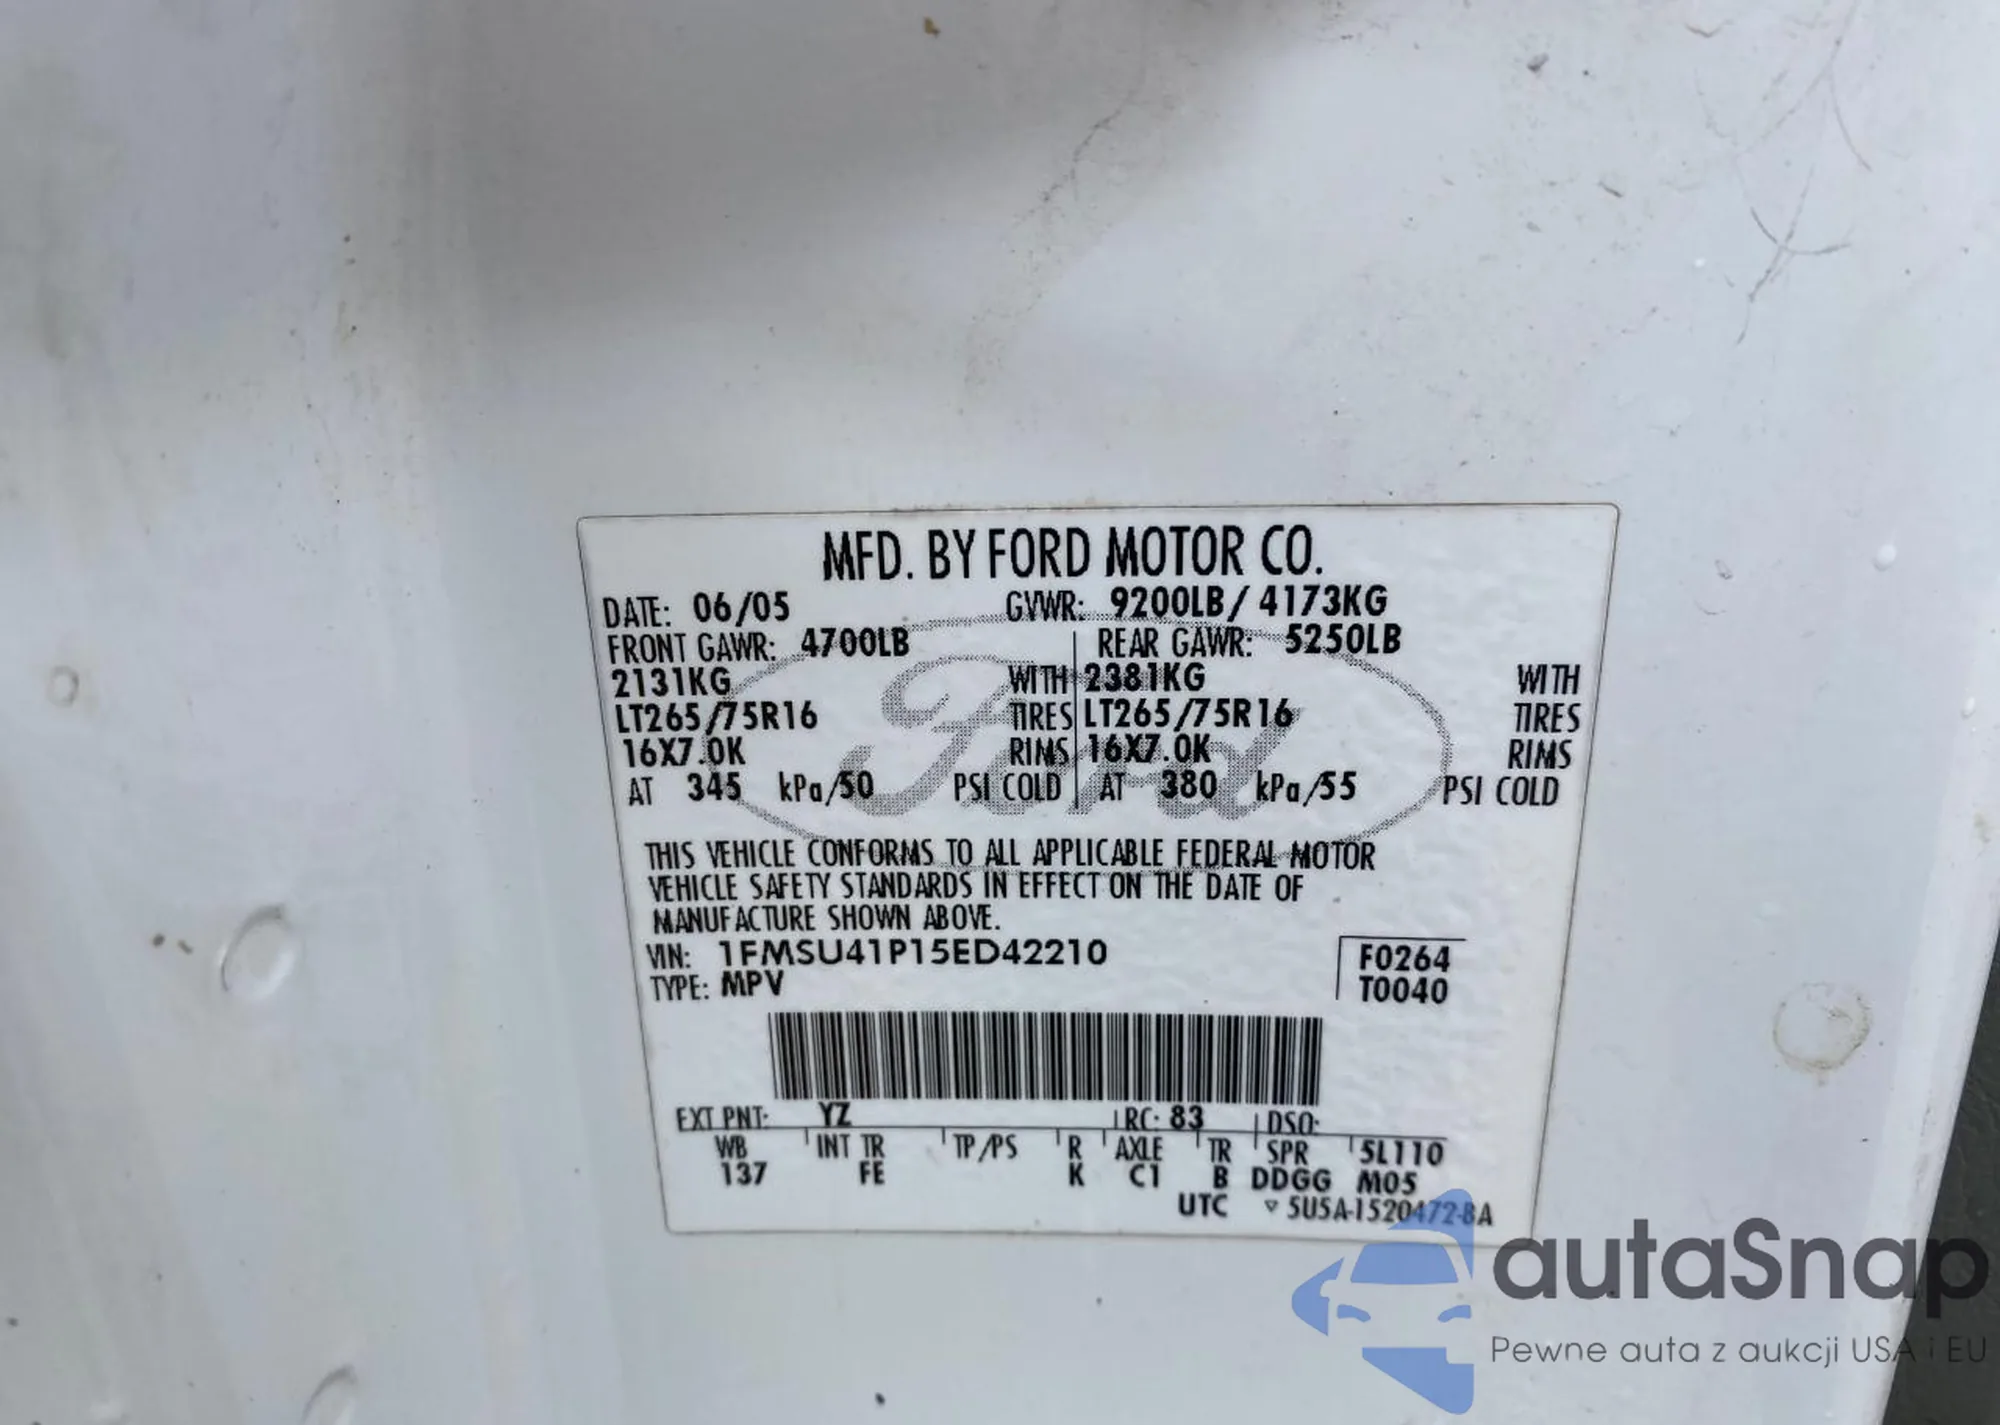 MFD. BY FORD MOTOR CO.
DATE: 06/05 GVWR: 9200LB/ 4173KG
FRONT GAWR: 4700LB REAR GAWR: 5250LB
2131KG WITH 2381KG WITH
LT265/75R16 TIRES LT265/75R16 TIRES
16X7.0K RIMS 16X7.0K RIMS
AT 345 kPa/50 PSI COLD AT 380 kPa/55 PSI COLD
Ford
THIS VEHICLE CONFORMS TO ALL APPLICABLE FEDERAL MOTOR
VEHICLE SAFETY STANDARDS IN EFFECT ON THE DATE OF
MANUFACTURE SHOWN ABOVE.
VIN: 1FMSU41P15ED42210 F0264
TYPE: MPV T0040
EXT PNT: YZ RC: 83 DSO:
WB INT TR TP/PS R AXLE TR SPR 5L110
137 FE K C1 B DDGG M05
UTC ▽ 5U5A-1520472-BA
autaSnap
Pewne auta z aukcji USA i EU